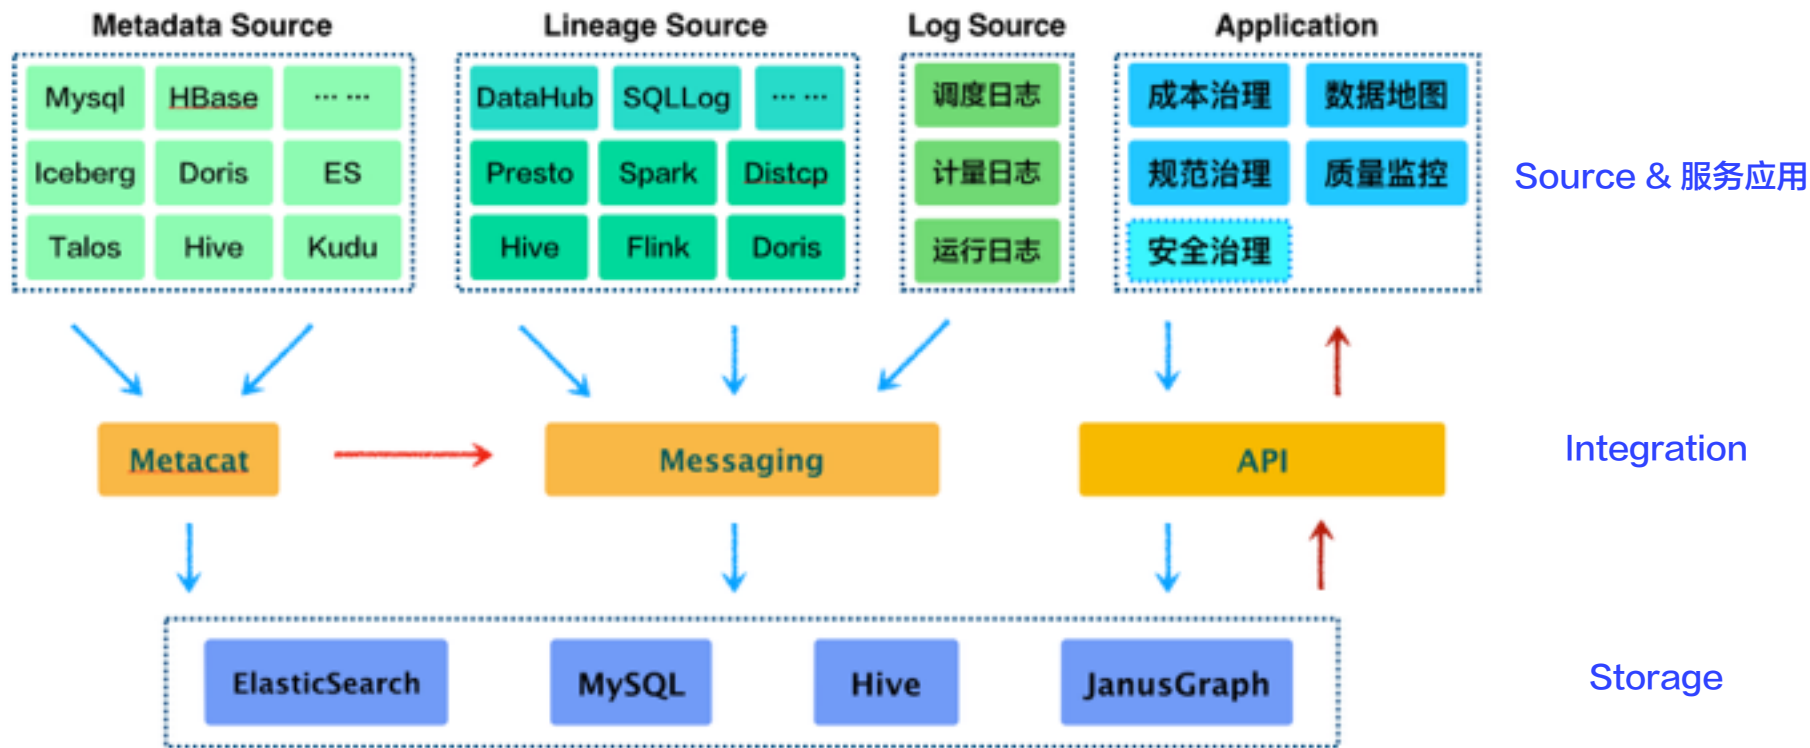 Metadata Source
Lineage Source
Log Source
Application
Mysql
HBase
... ...
Iceberg
Doris
ES
Talos
Hive
Kudu
DataHub
SQLLog
... ...
Presto
Spark
Distcp
Hive
Flink
Doris
调度日志
计量日志
运行日志
成本治理
数据地图
规范治理
质量监控
安全治理
Source & 服务应用
Metacat
Messaging
API
Integration
ElasticSearch
MySQL
Hive
JanusGraph
Storage